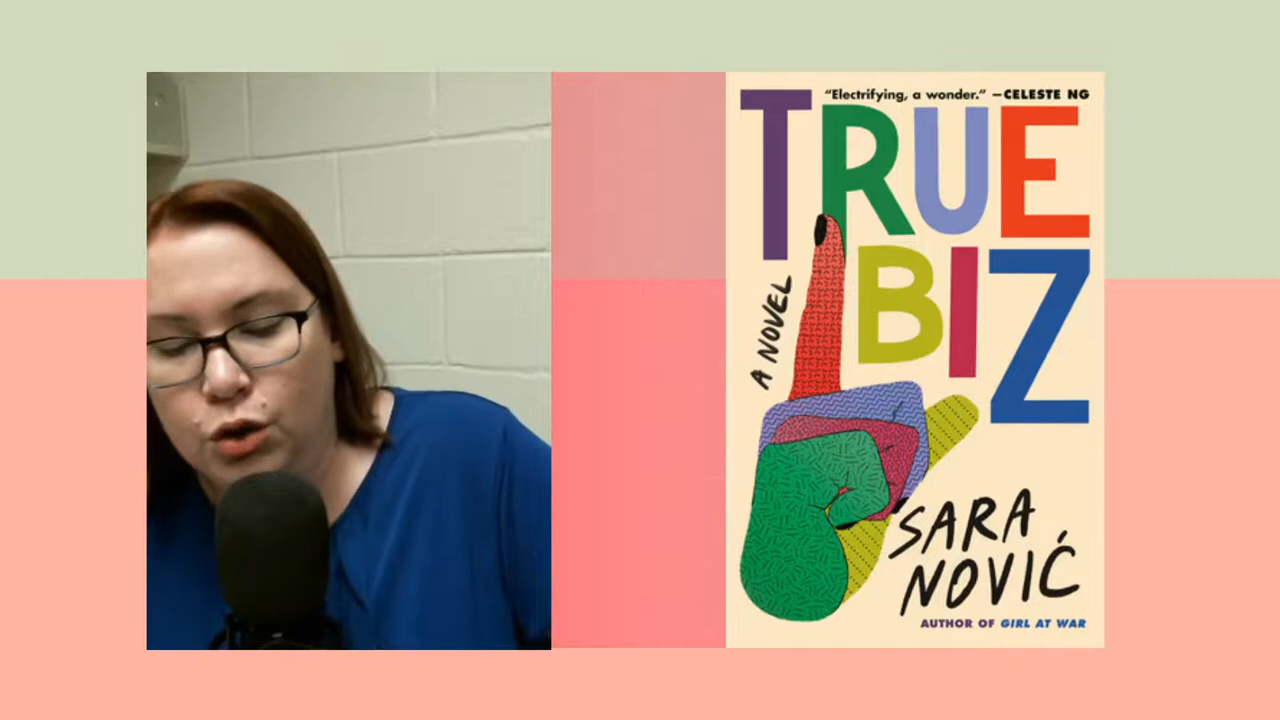 "Electrifying, a wonder." —CELESTE NG
TRUE
BIZ
A NOVEL
SARA
NOVIĆ
AUTHOR OF GIRL AT WAR